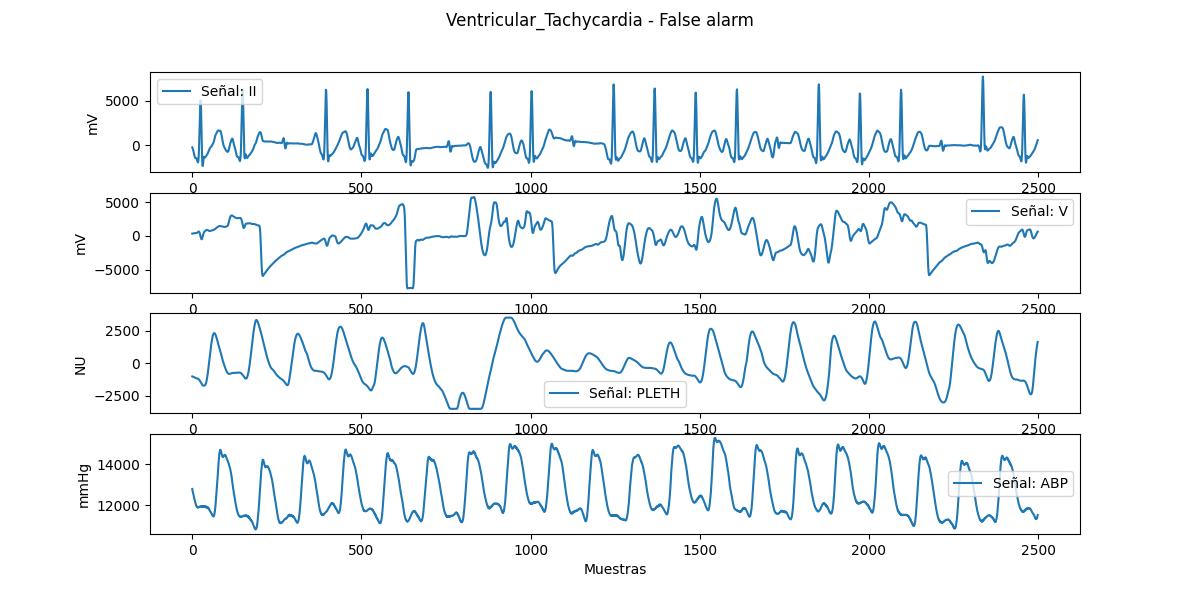 Ventricular_Tachycardia - False alarm
5000
0
mV
Señal: II
0 500 1000 1500 2000 2500
5000
0
−5000
mV
Señal: V
0 500 1000 1500 2000 2500
2500
0
−2500
NU
Señal: PLETH
0 500 1000 1500 2000 2500
14000
12000
mmHg
Señal: ABP
0 500 1000 1500 2000 2500
Muestras